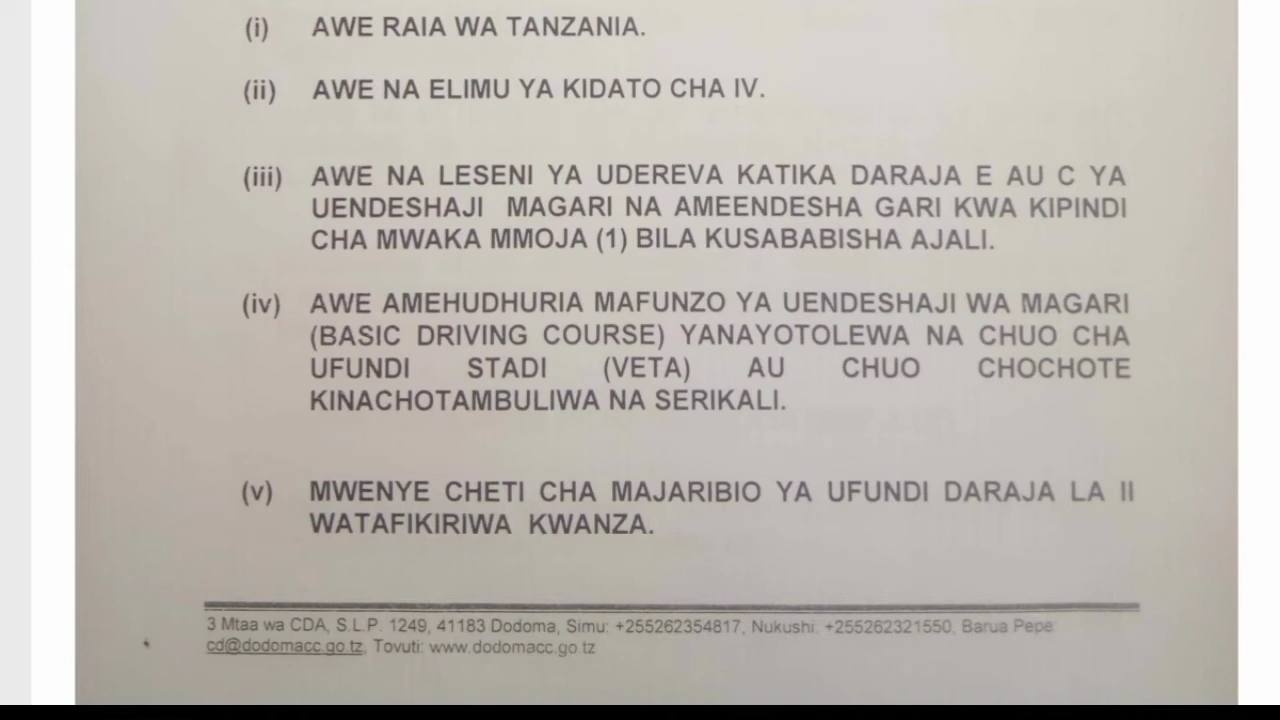 (i) AWE RAIA WA TANZANIA.
(ii) AWE NA ELIMU YA KIDATO CHA IV.
(iii) AWE NA LESENI YA UDEREVA KATIKA DARAJA E AU C YA
UENDESHAJI MAGARI NA AMEENDESHA GARI KWA KIPINDI
CHA MWAKA MMOJA (1) BILA KUSABABISHA AJALI.
(iv) AWE AMEHUDHURIA MAFUNZO YA UENDESHAJI WA MAGARI
(BASIC DRIVING COURSE) YANAYOTOLEWA NA CHUO CHA
UFUNDI STADI (VETA) AU CHUO CHOCHOTE
KINACHOTAMBULIWA NA SERIKALI.
(v) MWENYE CHETI CHA MAJARIBIO YA UFUNDI DARAJA LA II
WATAFIKIRIWA KWANZA.
3 Mtaa wa CDA, S.L.P. 1249, 41183 Dodoma, Simu: +255262354817, Nukushi: +255262321550, Barua Pepe:
cd@dodomacc.go.tz, Tovuti: www.dodomacc.go.tz